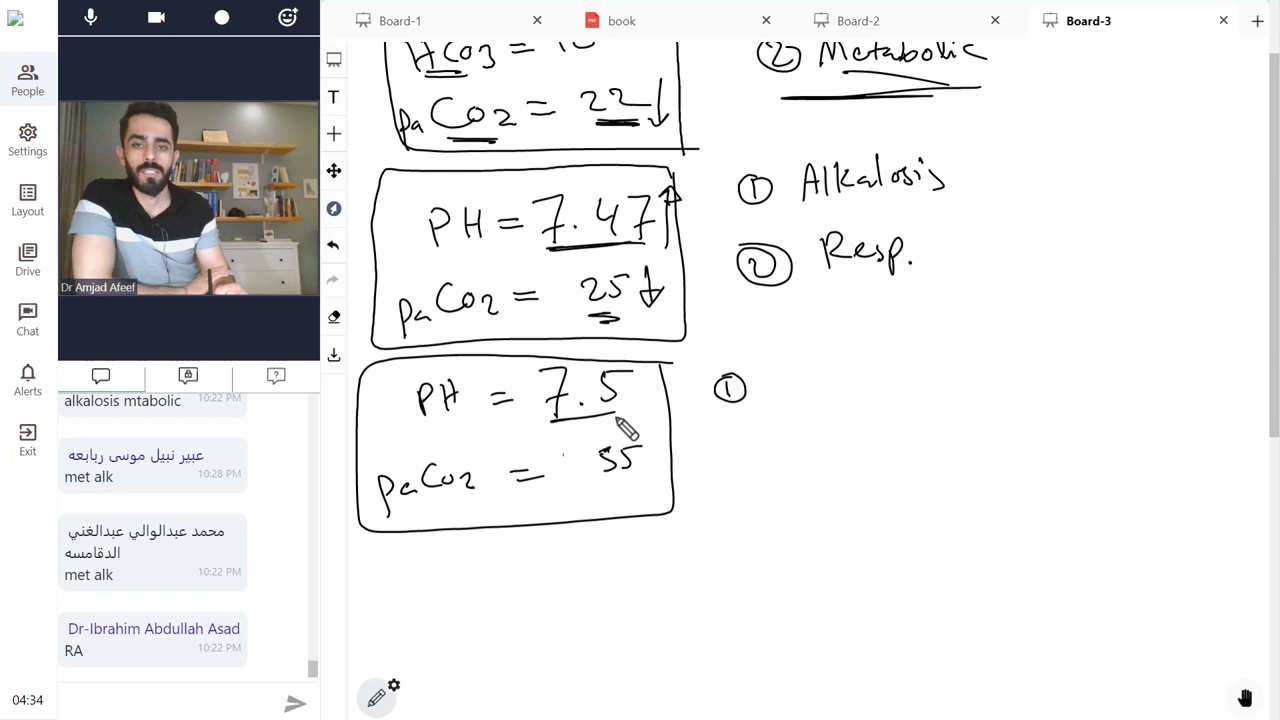 Board-1
book
Board-2
Board-3
People
Settings
Layout
Drive
Chat
Alerts
Exit
04:34
Dr Amjad Afeef
alkalosis mtabolic
10:22 PM
عبير نبيل موسى ربابعه
met alk
10:28 PM
محمد عبدالوالي عبدالغني
الدقامسه
met alk
10:22 PM
Dr-Ibrahim Abdullah Asad
RA
10:22 PM
HCO3 =
paCo2 = 22 ↓
② Metabolic
PH = 7.47 ↑
paCo2 = 25 ↓
① Alkalosis
② Resp.
PH = 7.5
paCo2 = 55
①
T